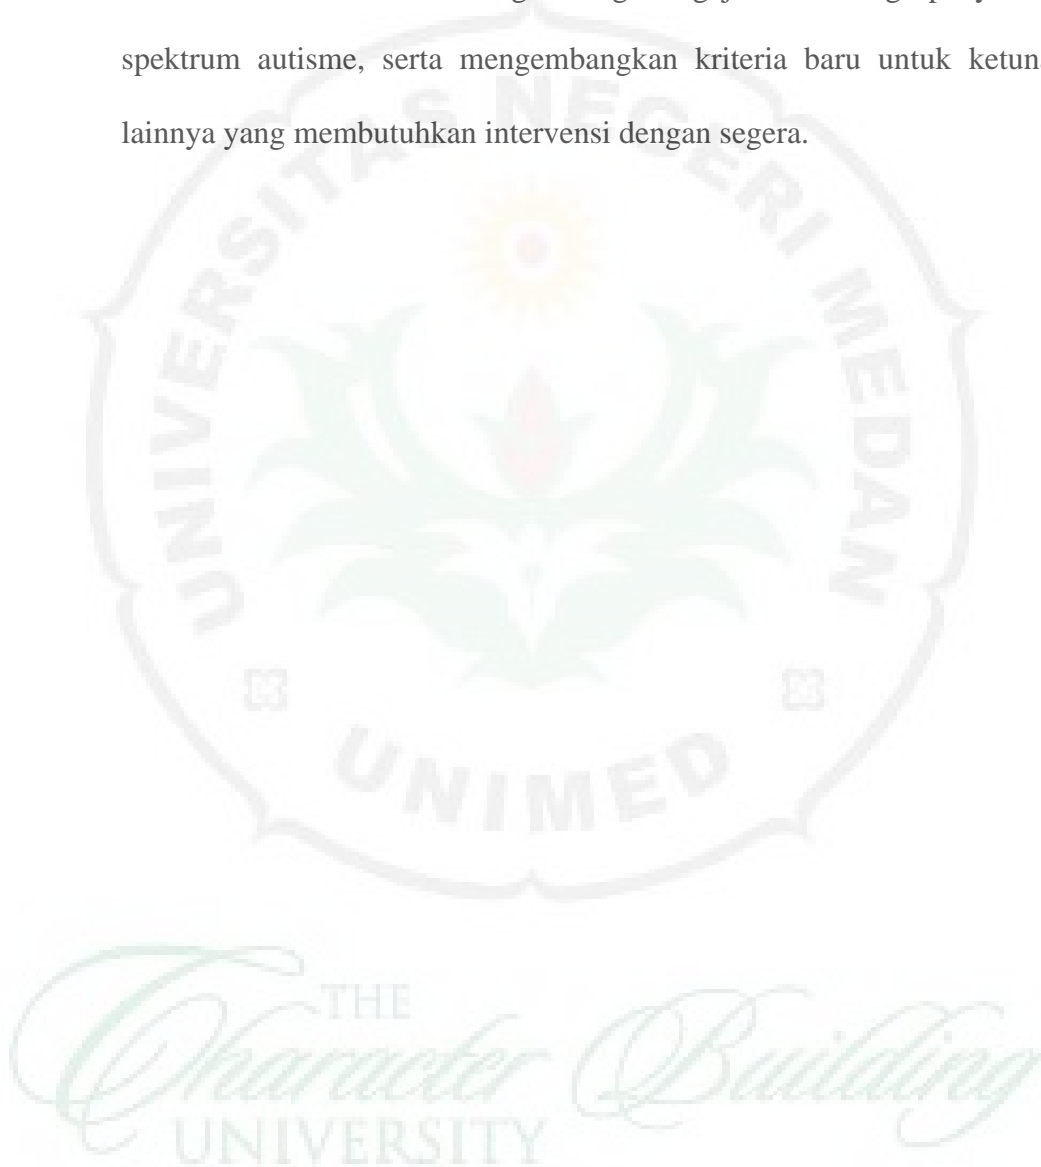 spektrum autisme, serta mengembangkan kriteria baru untuk
lainnya yang membutuhkan intervensi dengan segera.
UNIVERSITAS NEGERI MEDAN
UNIMED
THE
Character Building
UNIVERSITY